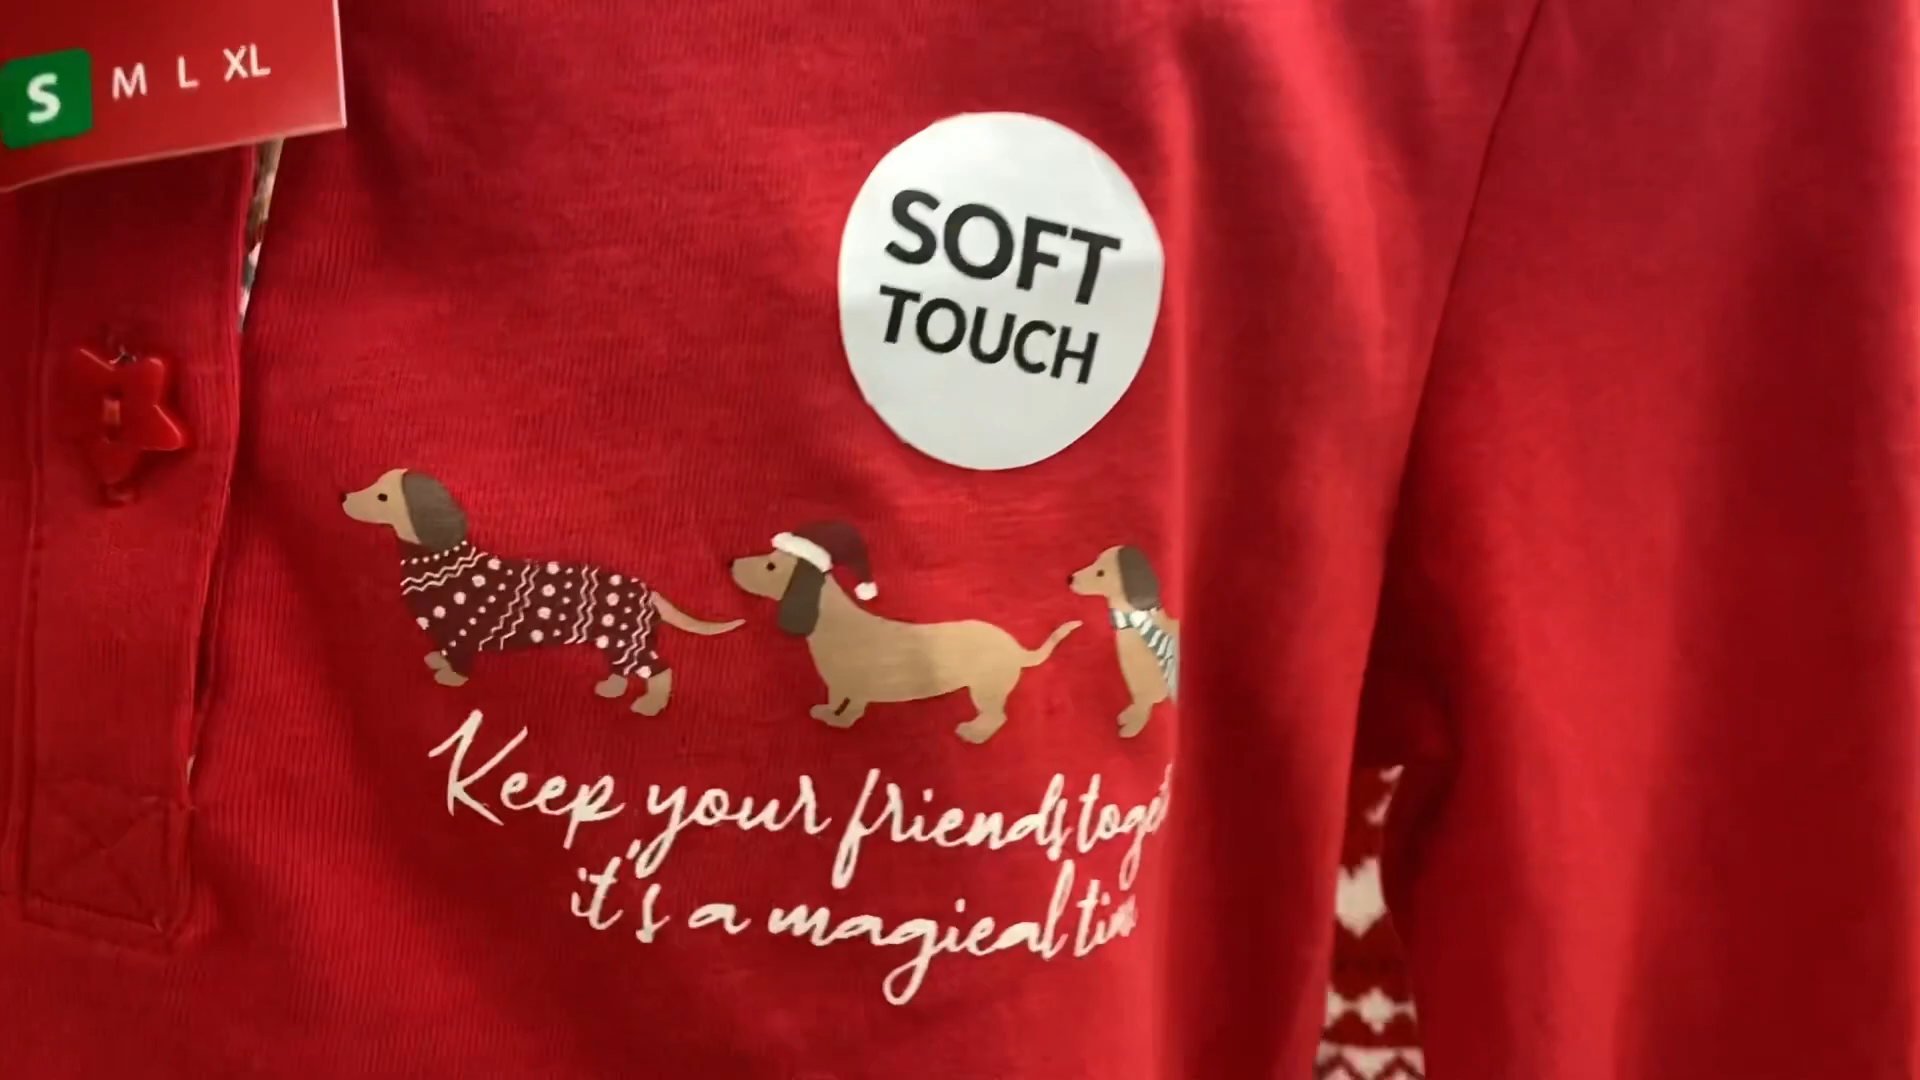 S M L XL
SOFT
TOUCH
Keep your friends
it's a magical